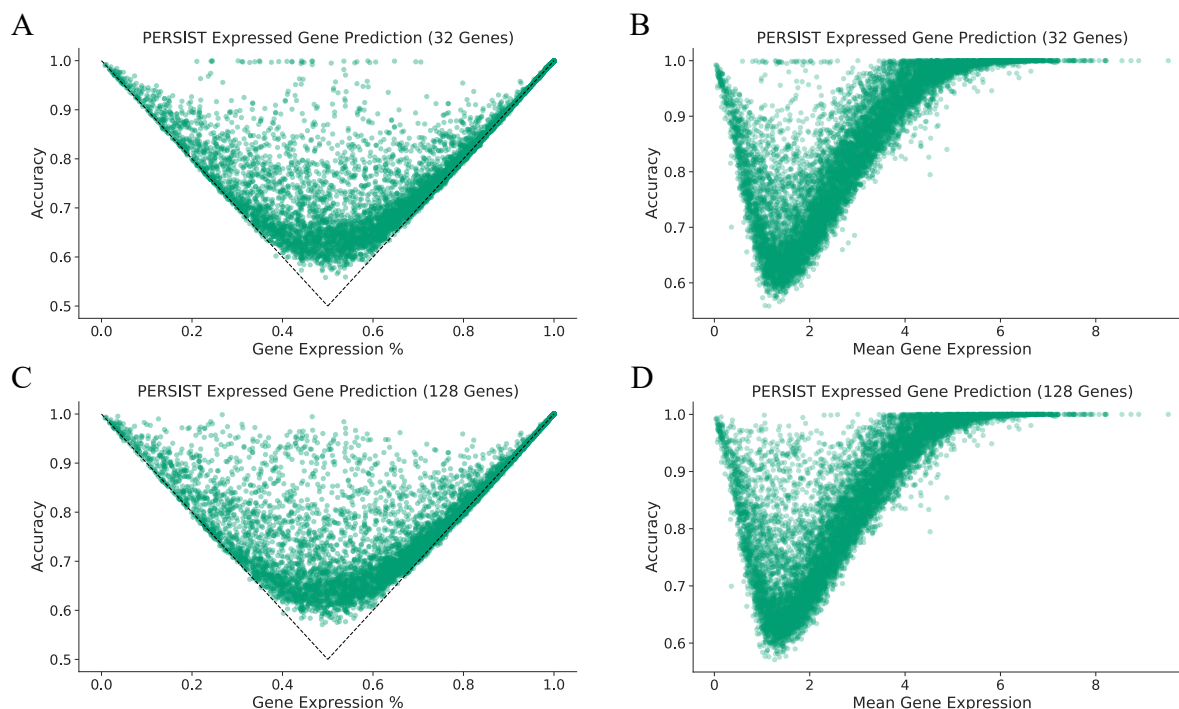 A
PERSIST Expressed Gene Prediction (32 Genes)
1.0
0.9
0.8
0.7
0.6
0.5
Accuracy
0.0 0.2 0.4 0.6 0.8 1.0
Gene Expression %
B
PERSIST Expressed Gene Prediction (32 Genes)
1.0
0.9
0.8
0.7
0.6
Accuracy
0 2 4 6 8
Mean Gene Expression
C
PERSIST Expressed Gene Prediction (128 Genes)
1.0
0.9
0.8
0.7
0.6
0.5
Accuracy
0.0 0.2 0.4 0.6 0.8 1.0
Gene Expression %
D
PERSIST Expressed Gene Prediction (128 Genes)
1.0
0.9
0.8
0.7
0.6
Accuracy
0 2 4 6 8
Mean Gene Expression